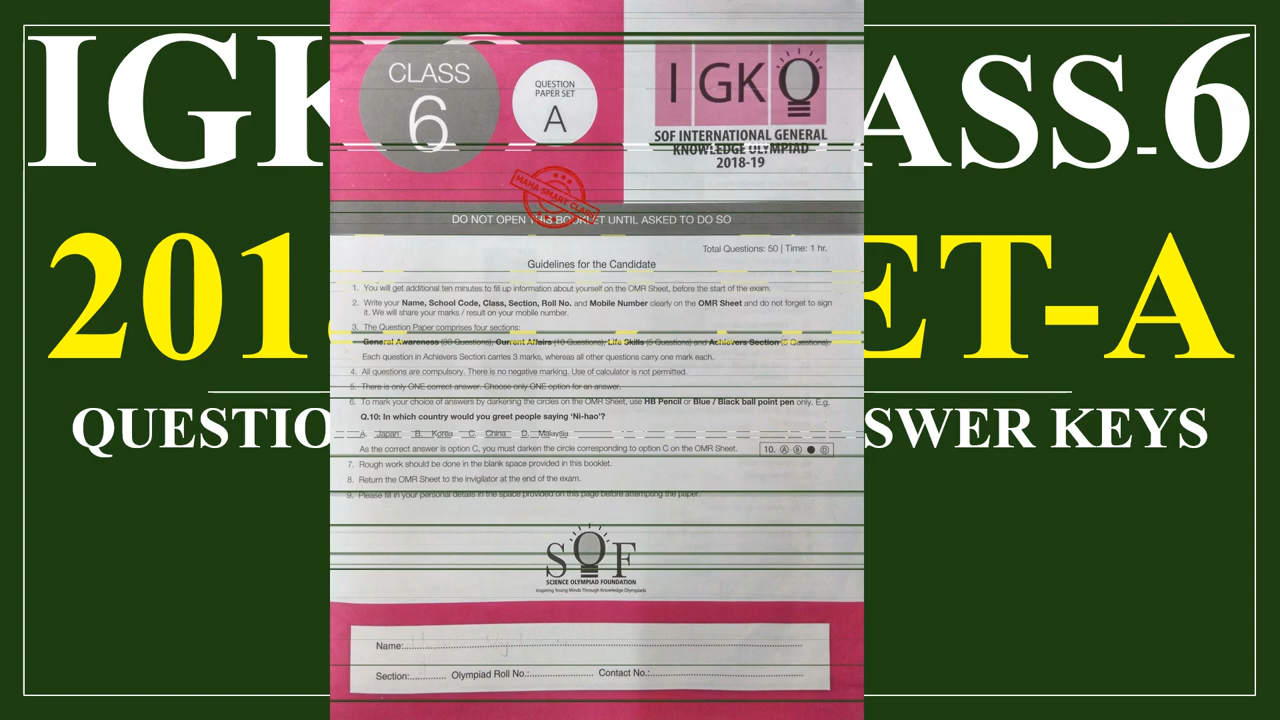 IGK
ASS-6
201
ET-A
QUESTIO
SWER KEYS
CLASS
6
QUESTION
PAPER SET
A
IGKO
SOF INTERNATIONAL GENERAL
KNOWLEDGE OLYMPIAD
2018-19
MAMA SMART CLASS
DO NOT OPEN THIS BOOKLET UNTIL ASKED TO DO SO
Total Questions: 50 | Time: 1 hr.
Guidelines for the Candidate
1. You will get additional ten minutes to fill up information about yourself on the OMR Sheet, before the start of the exam.
2. Write your Name, School Code, Class, Section, Roll No. and Mobile Number clearly on the OMR Sheet and do not forget to sign
it. We will share your marks / result on your mobile number.
3. The Question Paper comprises four sections:
General Awareness (30 Questions), Current Affairs (10 Questions), Life Skills (5 Questions) and Achievers Section (5 Questions).
Each question in Achievers Section carries 3 marks, whereas all other questions carry one mark each.
4. All questions are compulsory. There is no negative marking. Use of calculator is not permitted.
5. There is only ONE correct answer. Choose only ONE option for an answer.
6. To mark your choice of answers by darkening the circles on the OMR Sheet, use HB Pencil or Blue / Black ball point pen only. E.g.
Q.10: In which country would you greet people saying 'Ni-hao'?
A. Japan B. Korea C. China D. Malaysia
As the correct answer is option C, you must darken the circle corresponding to option C on the OMR Sheet.
10. A B D
7. Rough work should be done in the blank space provided in this booklet.
8. Return the OMR Sheet to the invigilator at the end of the exam.
9. Please fill in your personal details in the space provided on this page before attempting the paper.
SOF
SCIENCE OLYMPIAD FOUNDATION
Inspiring Young Minds Through Knowledge Olympiads
Name:
Section: Olympiad Roll No.: Contact No.: